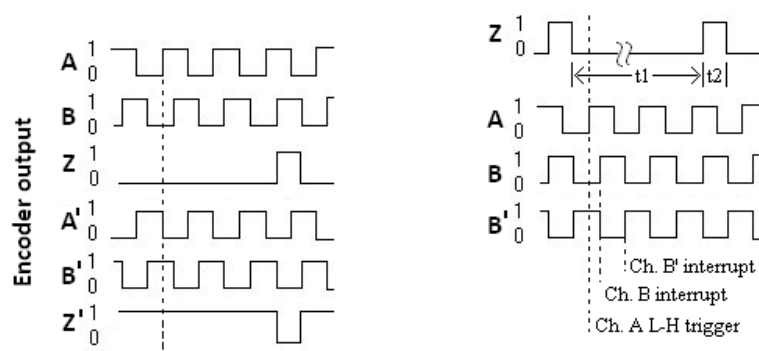 Encoder output
A 1
0
B 1
0
Z 1
0
A' 1
0
B' 1
0
Z' 1
0
Z 1
0
t1 t2
A 1
0
B 1
0
B' 1
0
Ch. B' interrupt
Ch. B interrupt
Ch. A L-H trigger